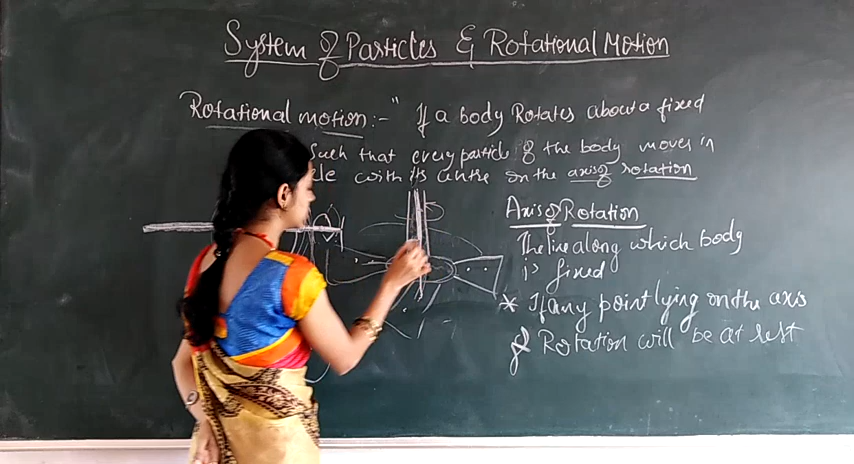 System of Particles & Rotational Motion
Rotational motion:- " If a body Rotates about a fixed
Such that every particle of the body moves in
with its centre on the axis of rotation
Axis of Rotation
The line along which body
is fixed
* If any point lying on the axis
of Rotation will be at rest